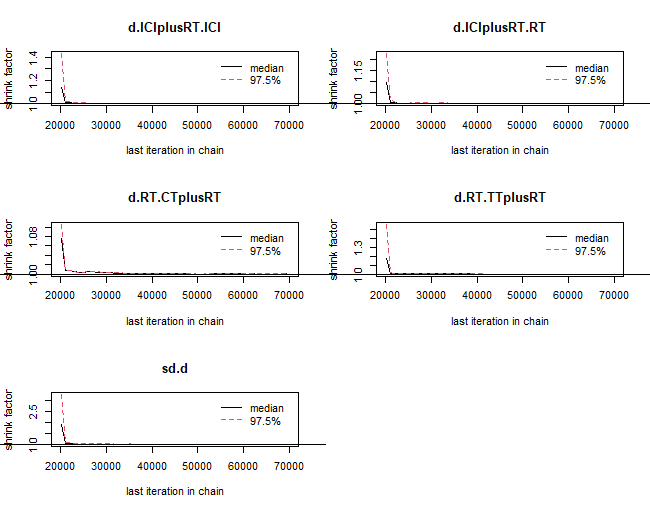 d.ICIplusRT.ICI
shrink factor
1.0 1.2 1.4
median
97.5%
20000 30000 40000 50000 60000 70000
last iteration in chain
d.ICIplusRT.RT
shrink factor
1.00 1.15
median
97.5%
20000 30000 40000 50000 60000 70000
last iteration in chain
d.RT.CTplusRT
shrink factor
1.00 1.08
median
97.5%
20000 30000 40000 50000 60000 70000
last iteration in chain
d.RT.TTplusRT
shrink factor
1.0 1.3
median
97.5%
20000 30000 40000 50000 60000 70000
last iteration in chain
sd.d
shrink factor
1.0 2.5
median
97.5%
20000 30000 40000 50000 60000 70000
last iteration in chain